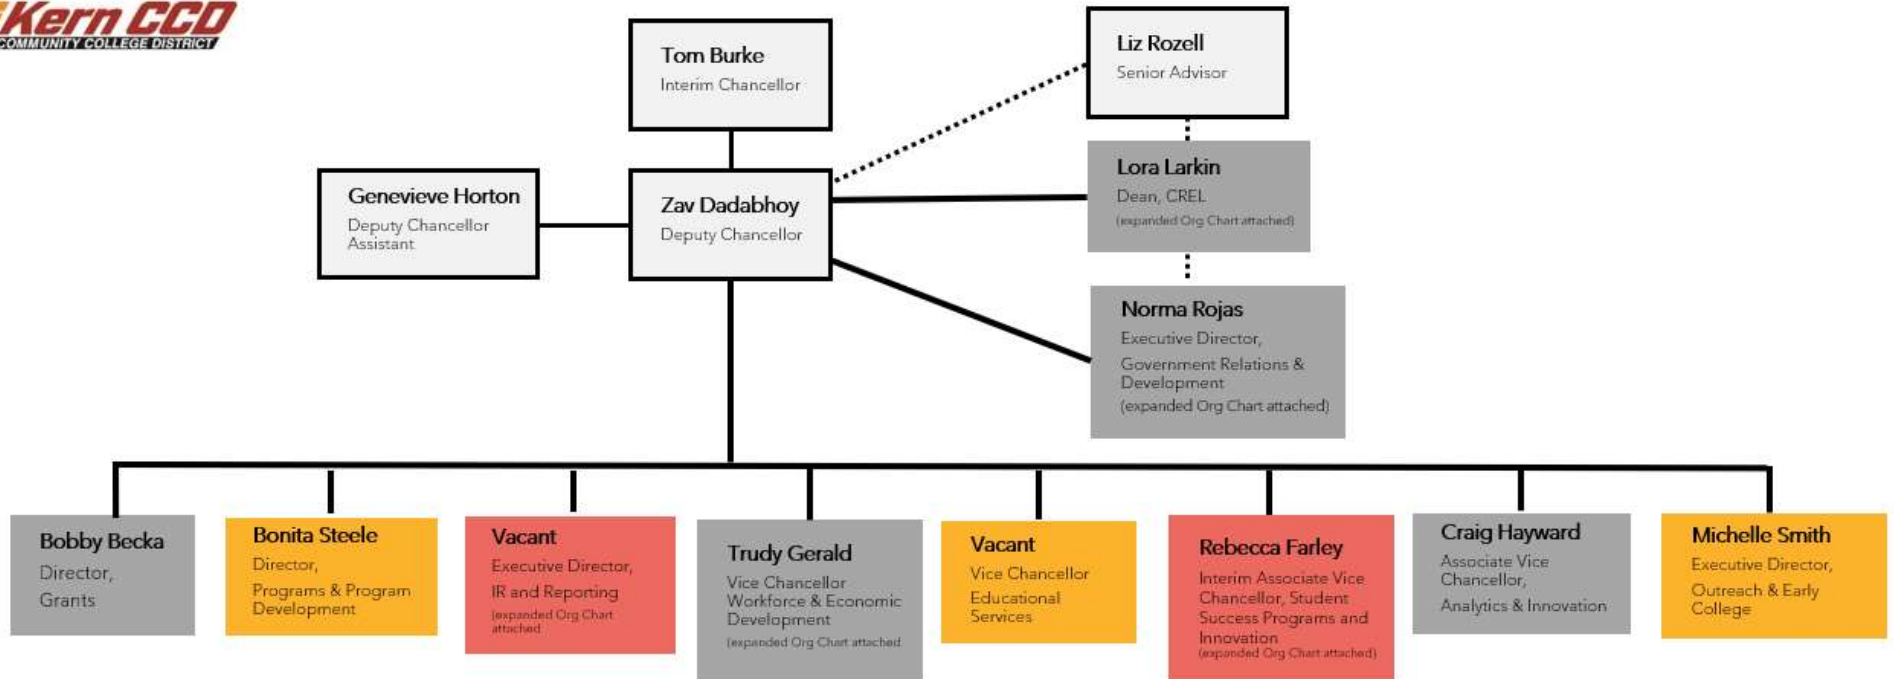 Kern CCD
COMMUNITY COLLEGE DISTRICT
Tom Burke
Interim Chancellor
Liz Rozell
Senior Advisor
Genevieve Horton
Deputy Chancellor
Assistant
Zav Dadabhoy
Deputy Chancellor
Lora Larkin
Dean, CREL
(expanded Org Chart attached)
Norma Rojas
Executive Director,
Government Relations &
Development
(expanded Org Chart attached)
Bobby Becka
Director,
Grants
Bonita Steele
Director,
Programs & Program
Development
Vacant
Executive Director,
IR and Reporting
(expanded Org Chart
attached
Trudy Gerald
Vice Chancellor
Workforce & Economic
Development
(expanded Org Chart attached
Vacant
Vice Chancellor
Educational
Services
Rebecca Farley
Interim Associate Vice
Chancellor, Student
Success Programs and
Innovation
(expanded Org Chart attached)
Craig Hayward
Associate Vice
Chancellor,
Analytics & Innovation
Michelle Smith
Executive Director,
Outreach & Early
College